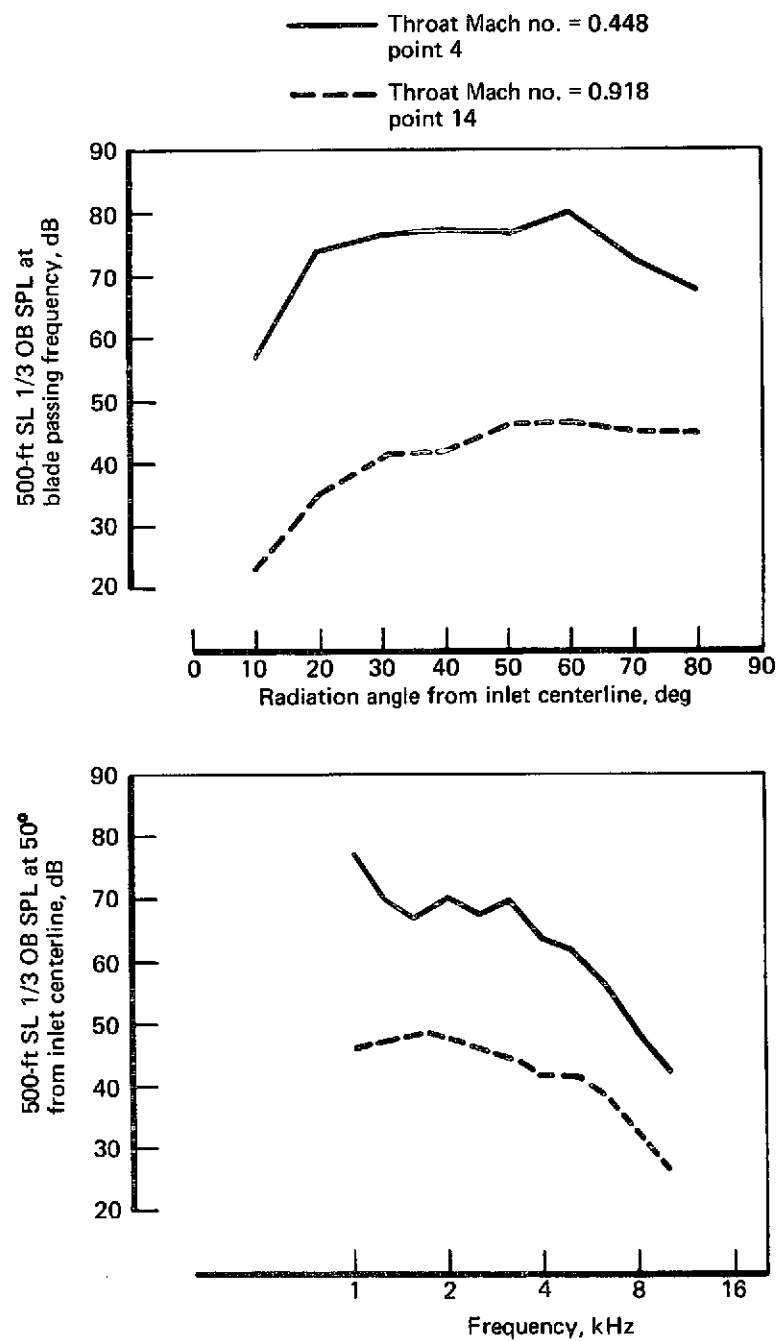 Throat Mach no. = 0.448
point 4
Throat Mach no. = 0.918
point 14
500-ft SL 1/3 OB SPL at
blade passing frequency, dB
90
80
70
60
50
40
30
20
0 10 20 30 40 50 60 70 80 90
Radiation angle from inlet centerline, deg
500-ft SL 1/3 OB SPL at 50°
from inlet centerline, dB
90
80
70
60
50
40
30
20
1 2 4 8 16
Frequency, kHz